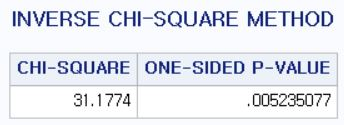 INVERSE CHI-SQUARE METHOD
CHI-SQUARE ONE-SIDED P-VALUE
31.1774 .005235077